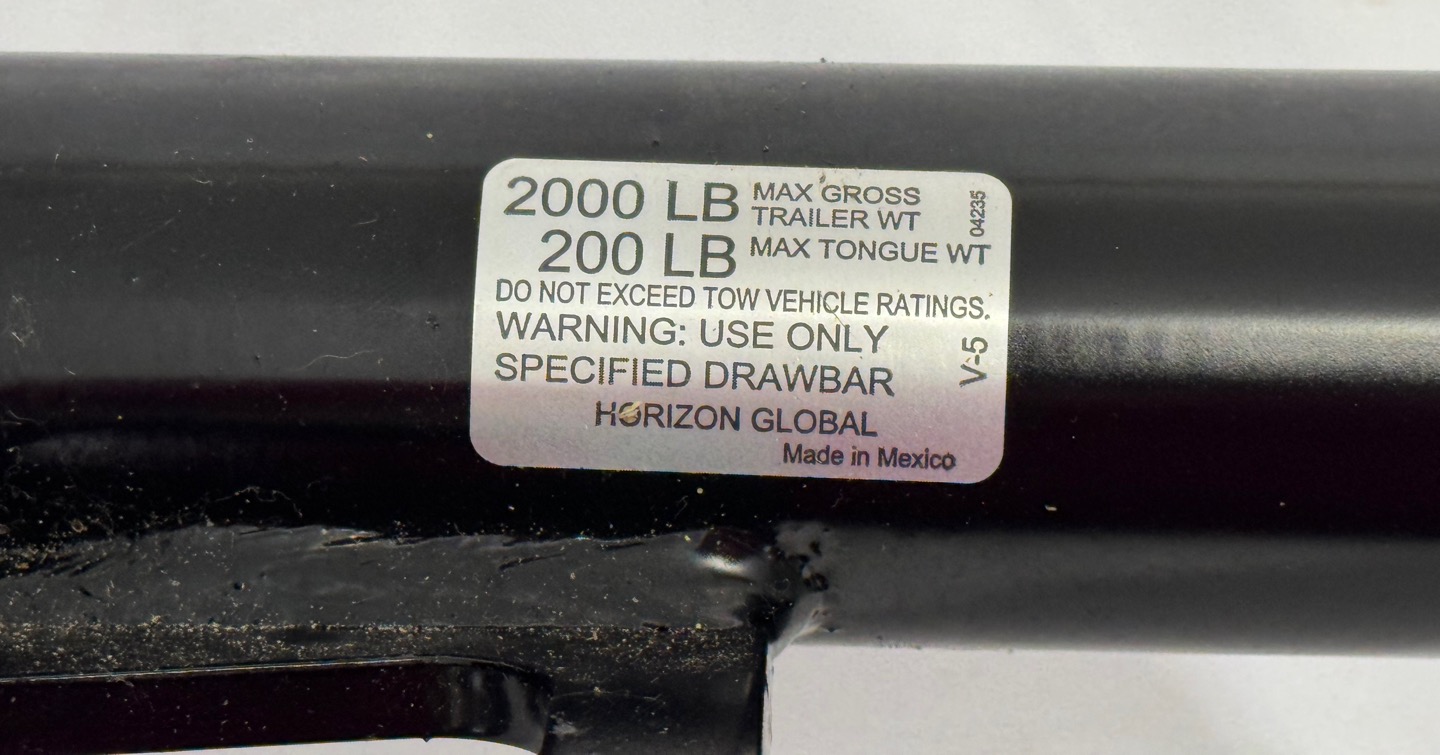 2000 LB MAX GROSS
TRAILER WT
200 LB MAX TONGUE WT
DO NOT EXCEED TOW VEHICLE RATINGS.
WARNING: USE ONLY
SPECIFIED DRAWBAR
HORIZON GLOBAL
Made in Mexico
04235
V-5